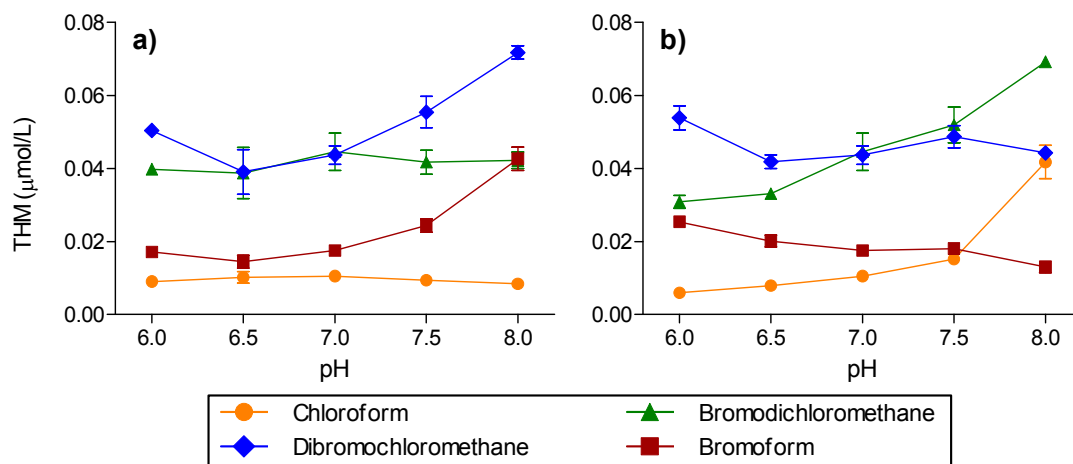 a)
b)
THM (μmol/L)
0.08
0.06
0.04
0.02
0.00
6.0 6.5 7.0 7.5 8.0
pH
0.08
0.06
0.04
0.02
0.00
6.0 6.5 7.0 7.5 8.0
pH
Chloroform
Bromodichloromethane
Dibromochloromethane
Bromoform